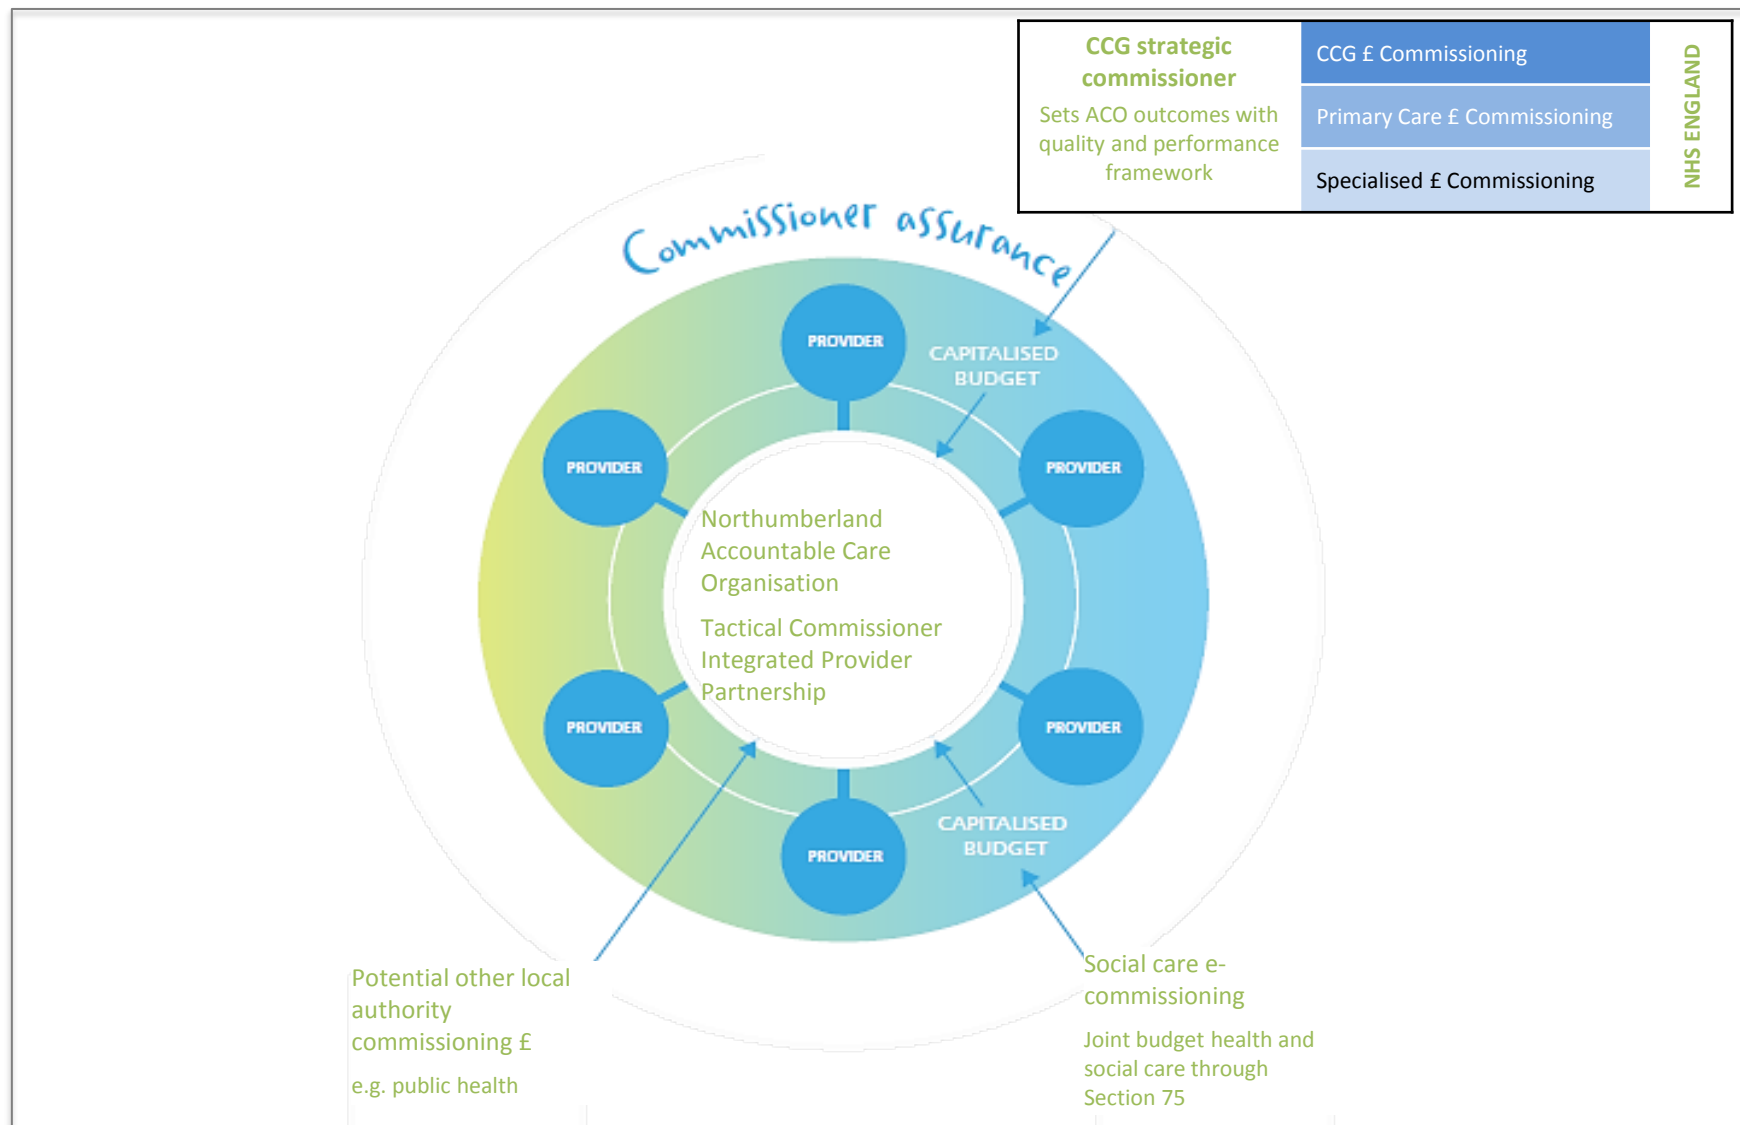 CCG strategic
commissioner
Sets ACO outcomes with
quality and performance
framework
CCG £ Commissioning
Primary Care £ Commissioning
Specialised £ Commissioning
NHS ENGLAND
Commissioner assurance
PROVIDER
CAPITALISED
BUDGET
PROVIDER
PROVIDER
Northumberland
Accountable Care
Organisation
Tactical Commissioner
Integrated Provider
Partnership
PROVIDER
PROVIDER
CAPITALISED
BUDGET
PROVIDER
Potential other local
authority
commissioning £
e.g. public health
Social care e-
commissioning
Joint budget health and
social care through
Section 75